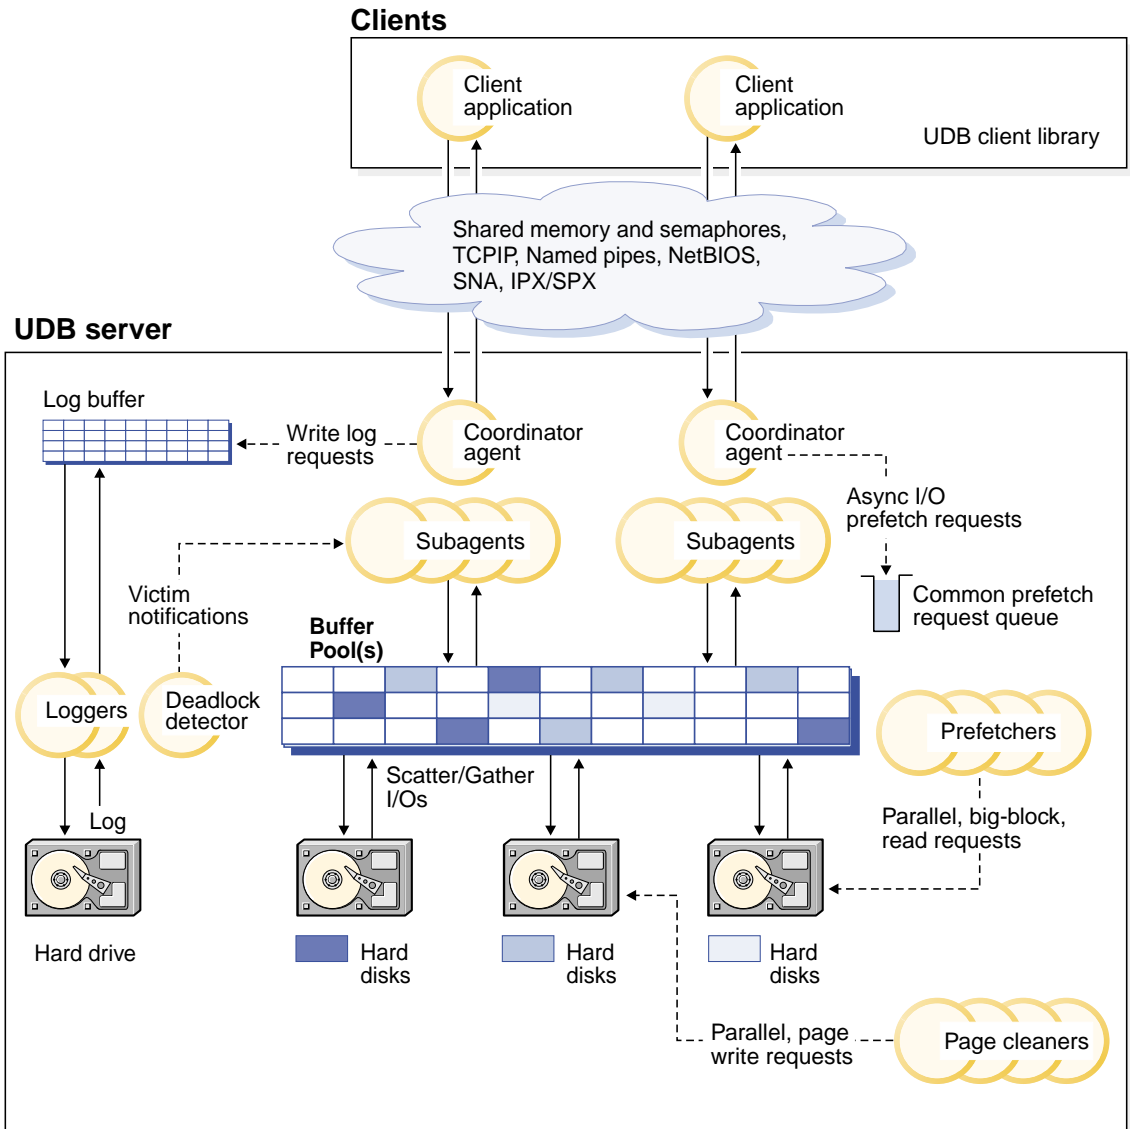 Clients
Client
application
Client
application
UDB client library
Shared memory and semaphores,
TCPIP, Named pipes, NetBIOS,
SNA, IPX/SPX
UDB server
Log buffer
Write log
requests
Coordinator
agent
Coordinator
agent
Async I/O
prefetch requests
Subagents
Subagents
Victim
notifications
Common prefetch
request queue
Buffer
Pool(s)
Loggers
Deadlock
detector
Prefetchers
Scatter/Gather
I/Os
Log
Parallel, big-block,
read requests
Hard drive
Hard
disks
Hard
disks
Hard
disks
Parallel, page
write requests
Page cleaners